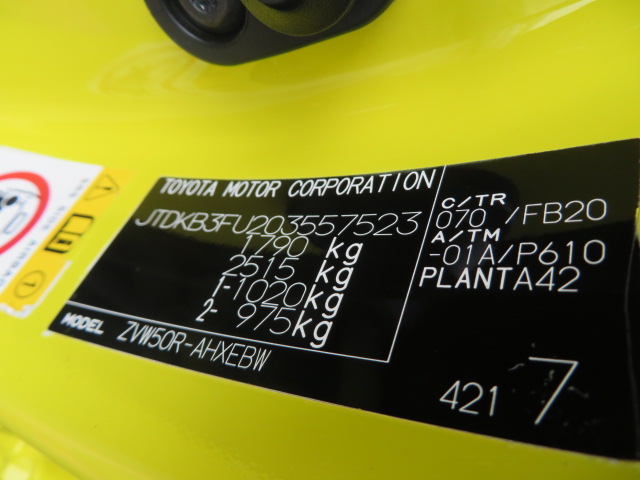 TOYOTA MOTOR CORPORATION
JTDKB3FU203557523
1790 kg
2515 kg
1-1020kg
2- 975kg
MODEL ZVW50R-AHXEBW
C/TR
070 /FB20
A/TM
-01A/P610
PLANTA42
421 7